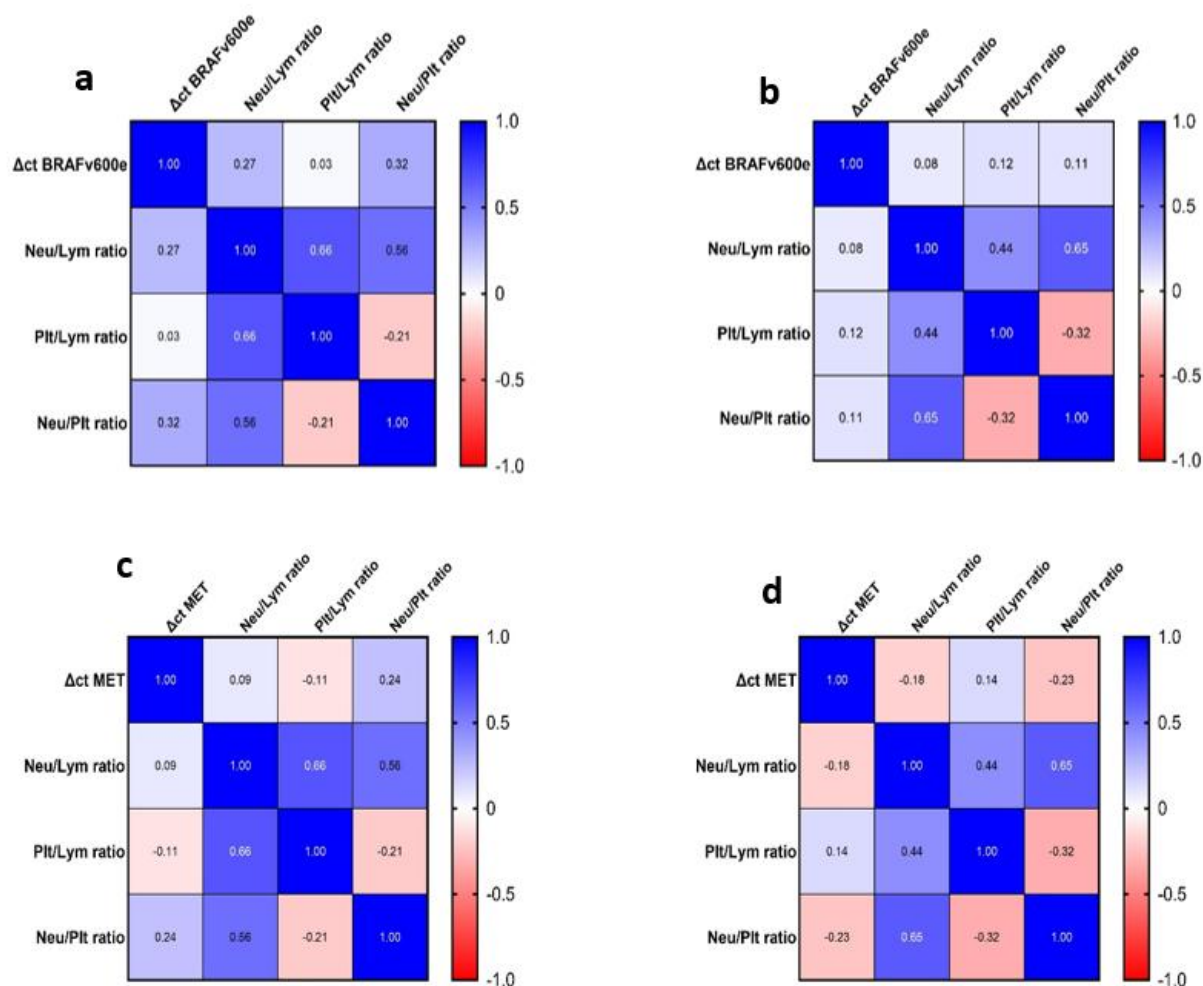 a
Δct BRAFv600e
Neu/Lym ratio
Plt/Lym ratio
Neu/Plt ratio
Δct BRAFv600e 1.00 0.27 0.03 0.32
Neu/Lym ratio 0.27 1.00 0.66 0.56
Plt/Lym ratio 0.03 0.66 1.00 -0.21
Neu/Plt ratio 0.32 0.56 -0.21 1.00
1.0
0.5
0
-0.5
-1.0
b
Δct BRAFv600e
Neu/Lym ratio
Plt/Lym ratio
Neu/Plt ratio
Δct BRAFv600e 1.00 0.08 0.12 0.11
Neu/Lym ratio 0.08 1.00 0.44 0.65
Plt/Lym ratio 0.12 0.44 1.00 -0.32
Neu/Plt ratio 0.11 0.65 -0.32 1.00
1.0
0.5
0
-0.5
-1.0
c
Δct MET
Neu/Lym ratio
Plt/Lym ratio
Neu/Plt ratio
Δct MET 1.00 0.09 -0.11 0.24
Neu/Lym ratio 0.09 1.00 0.66 0.56
Plt/Lym ratio -0.11 0.66 1.00 -0.21
Neu/Plt ratio 0.24 0.56 -0.21 1.00
1.0
0.5
0
-0.5
-1.0
d
Δct MET
Neu/Lym ratio
Plt/Lym ratio
Neu/Plt ratio
Δct MET 1.00 -0.18 0.14 -0.23
Neu/Lym ratio -0.18 1.00 0.44 0.65
Plt/Lym ratio 0.14 0.44 1.00 -0.32
Neu/Plt ratio -0.23 0.65 -0.32 1.00
1.0
0.5
0
-0.5
-1.0